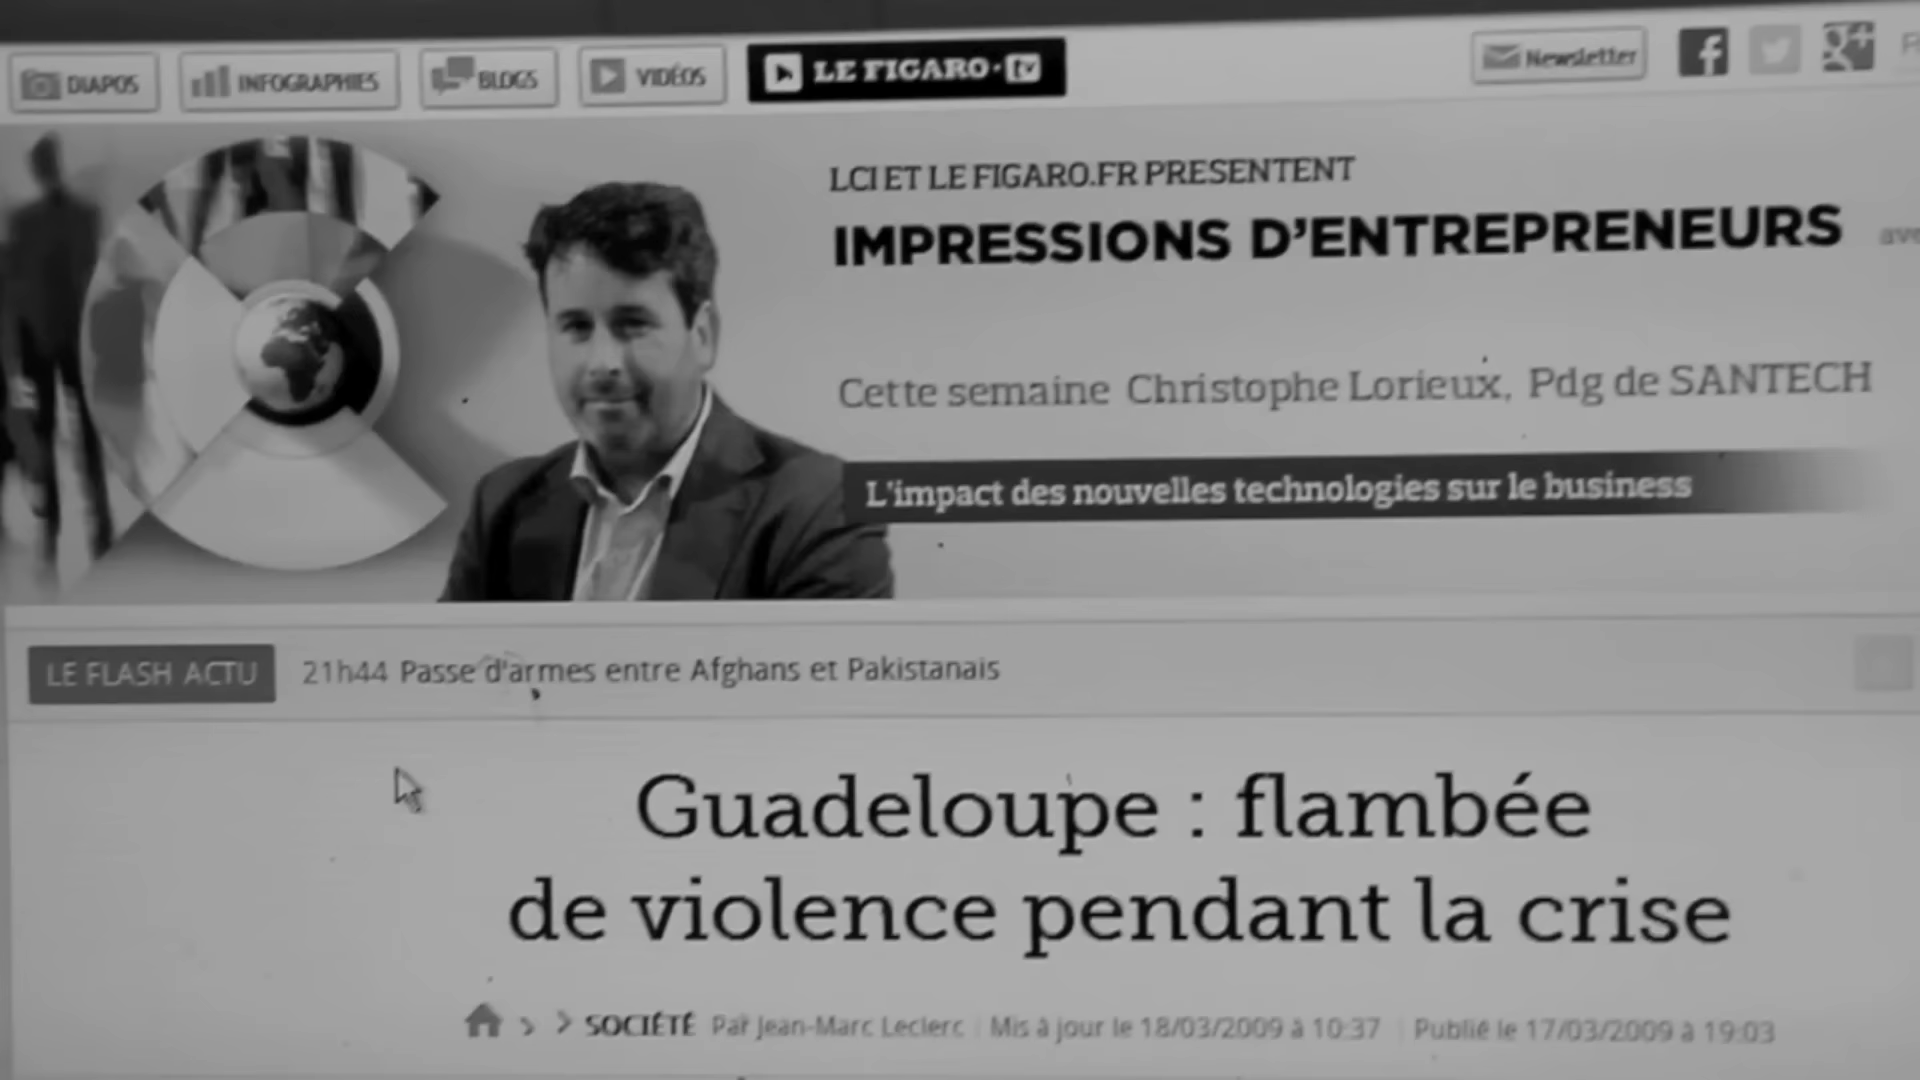 DIAPOS
INFOGRAPHIES
BLOGS
VIDÉOS
LE FIGARO·tv
Newsletter
LCI ET LE FIGARO.FR PRESENTENT
IMPRESSIONS D'ENTREPRENEURS
Cette semaine Christophe Lorieux, Pdg de SANTECH
L'impact des nouvelles technologies sur le business
LE FLASH ACTU 21h44 Passe d'armes entre Afghans et Pakistanais
Guadeloupe : flambée
de violence pendant la crise
SOCIÉTÉ Par Jean-Marc Leclerc Mis à jour le 18/03/2009 à 10:37 Publié le 17/03/2009 à 19:03